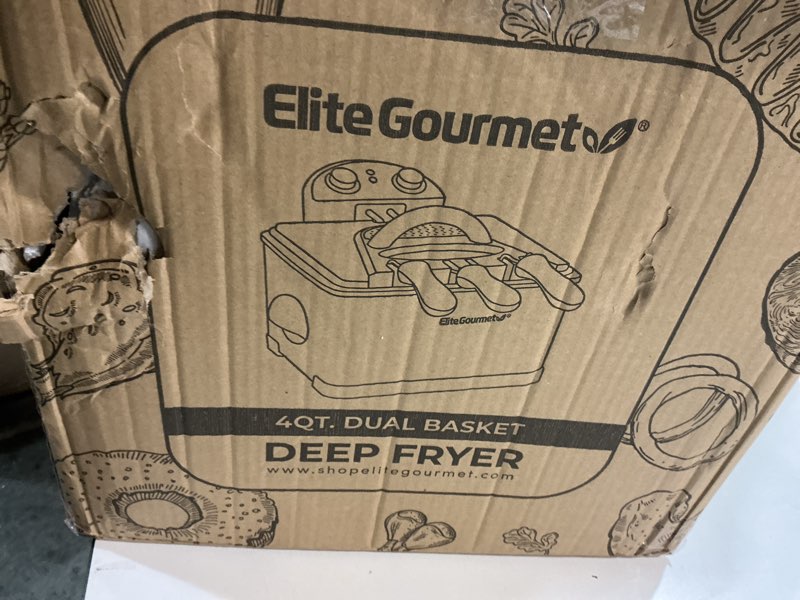 Elite Gourmet®
Elite Gourmet®
4QT. DUAL BASKET
DEEP FRYER
www.shopelitegourmet.com